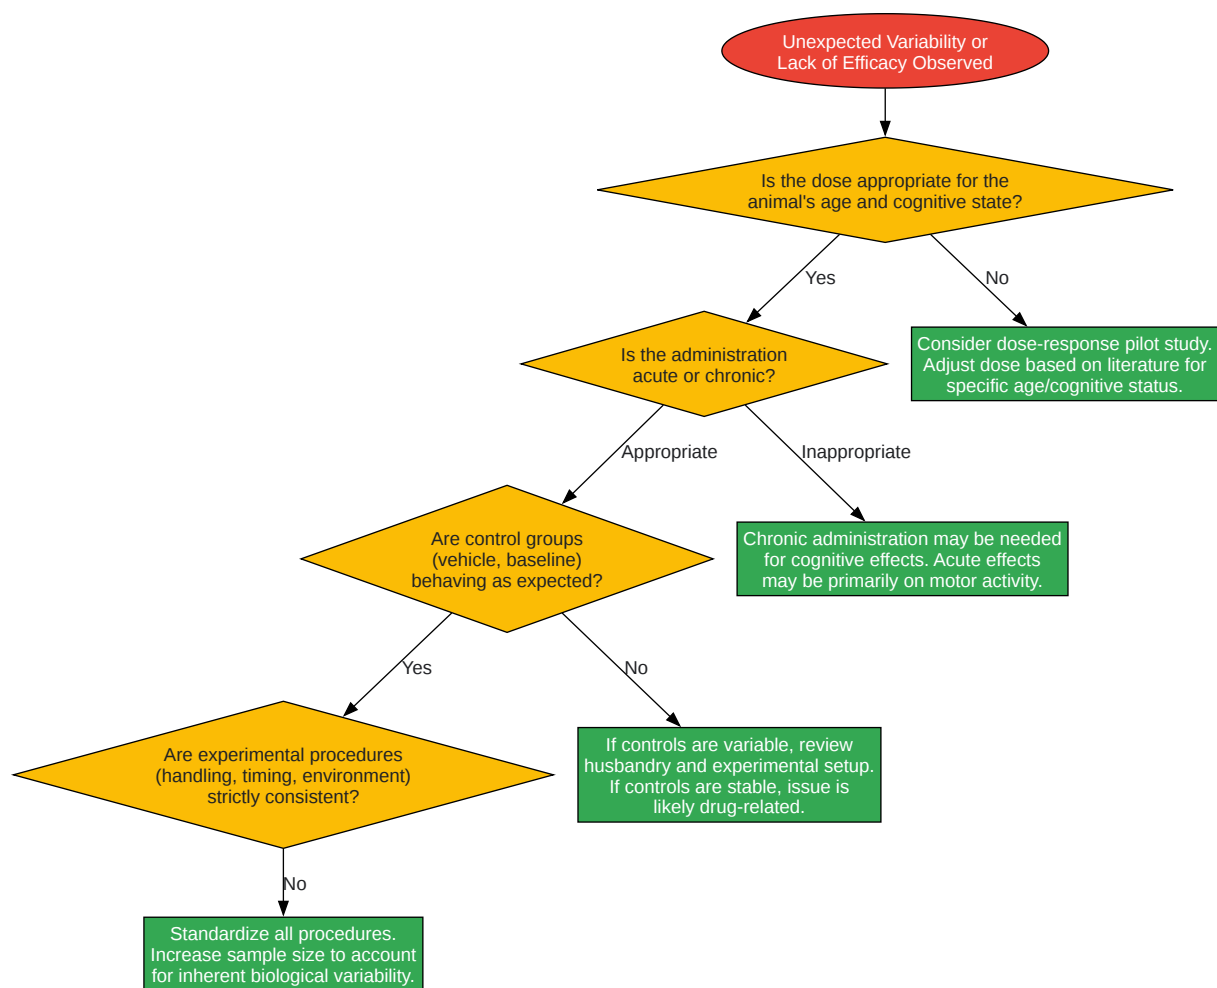 Unexpected Variability or
Lack of Efficacy Observed
Is the dose appropriate for the
animal's age and cognitive state?
Yes
No
Is the administration
acute or chronic?
Consider dose-response pilot study.
Adjust dose based on literature for
specific age/cognitive status.
Appropriate
Inappropriate
Are control groups
(vehicle, baseline)
behaving as expected?
Chronic administration may be needed
for cognitive effects. Acute effects
may be primarily on motor activity.
Yes
No
Are experimental procedures
(handling, timing, environment)
strictly consistent?
If controls are variable, review
husbandry and experimental setup.
If controls are stable, issue is
likely drug-related.
No
Standardize all procedures.
Increase sample size to account
for inherent biological variability.